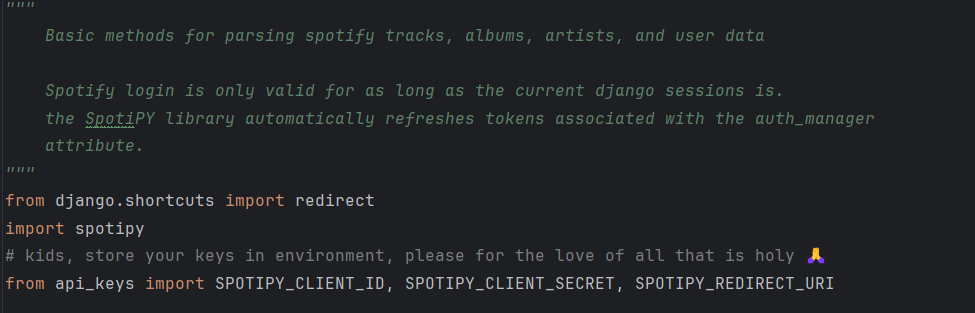 """
Basic methods for parsing spotify tracks, albums, artists, and user data
Spotify login is only valid for as long as the current django sessions is.
the SpotiPY library automatically refreshes tokens associated with the auth_manager
attribute.
"""
from django.shortcuts import redirect
import spotipy
# kids, store your keys in environment, please for the love of all that is holy 🙏
from api_keys import SPOTIPY_CLIENT_ID, SPOTIPY_CLIENT_SECRET, SPOTIPY_REDIRECT_URI